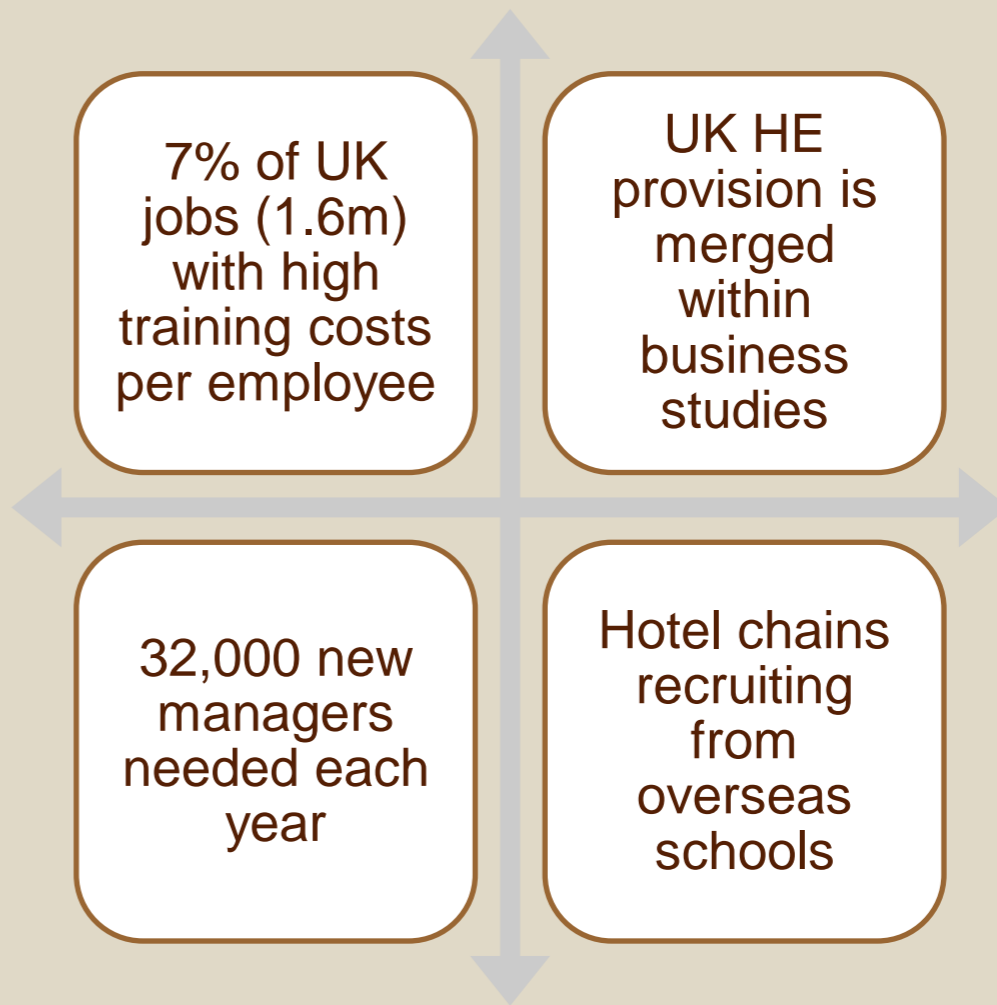 7% of UK
jobs (1.6m)
with high
training costs
per employee
UK HE
provision is
merged
within
business
studies
32,000 new
managers
needed each
year
Hotel chains
recruiting
from
overseas
schools